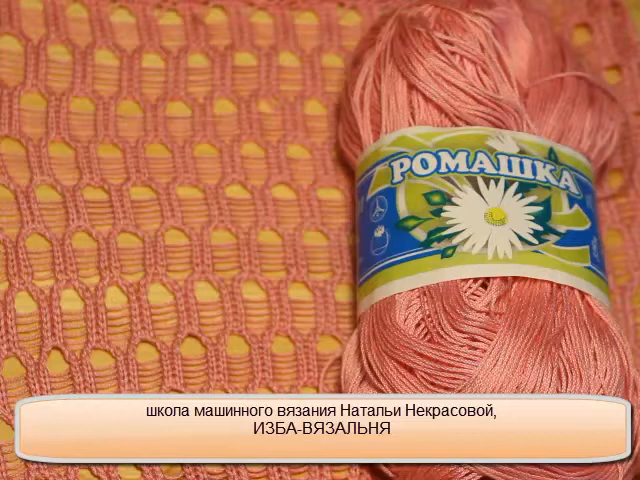 РОМАШКА
школа машинного вязания Натальи Некрасовой,
ИЗБА-ВЯЗАЛЬНЯ